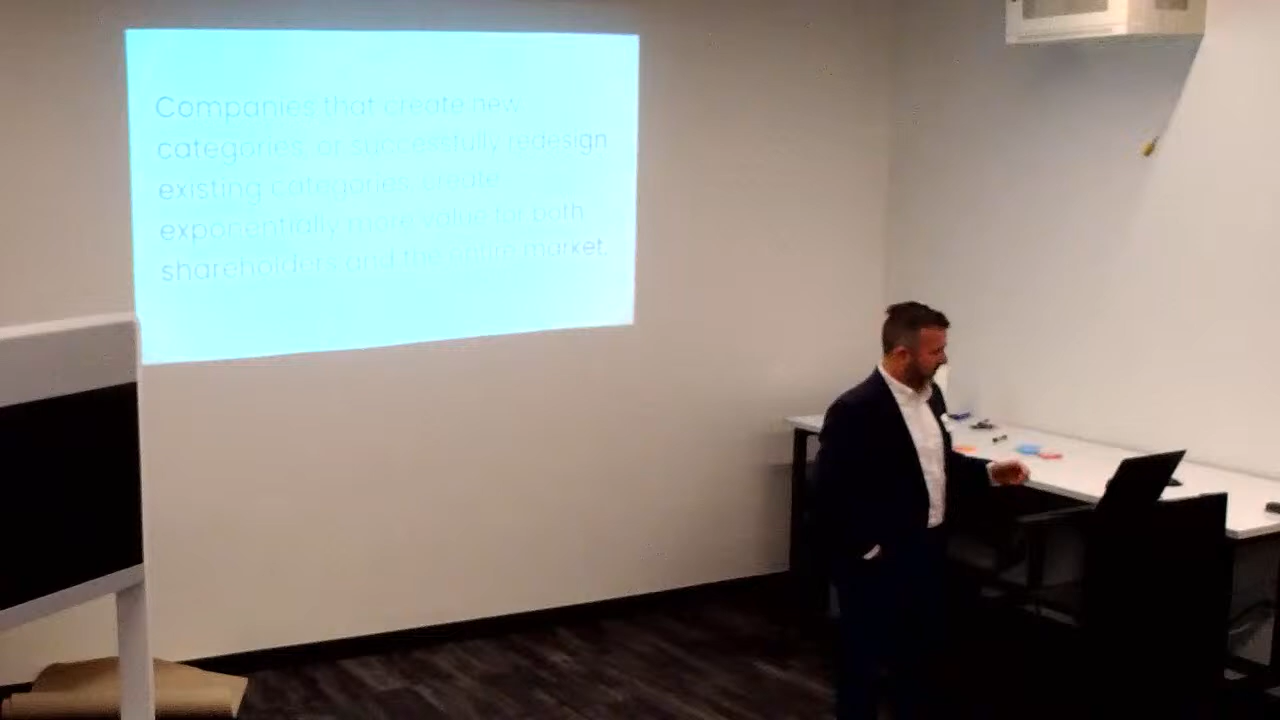 Companies that create new
categories, or successfully redesign
existing categories, create
exponentially more value for both
shareholders and the entire market.